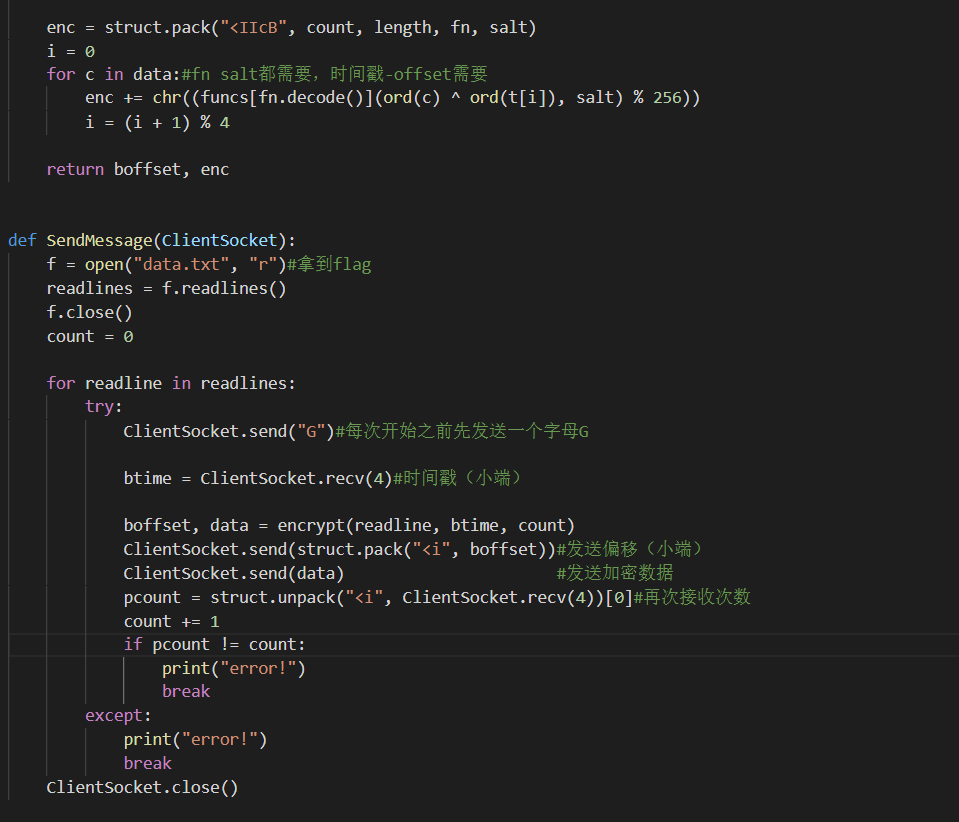 enc = struct.pack("<IIcB", count, length, fn, salt)
i = 0
for c in data:#fn salt都需要，时间戳-offset需要
enc += chr((funcs[fn.decode()](ord(c) ^ ord(t[i]), salt) % 256))
i = (i + 1) % 4
return boffset, enc
def SendMessage(ClientSocket):
f = open("data.txt", "r")#拿到flag
readlines = f.readlines()
f.close()
count = 0
for readline in readlines:
try:
ClientSocket.send("G")#每次开始之前先发送一个字母G
btime = ClientSocket.recv(4)#时间戳（小端）
boffset, data = encrypt(readline, btime, count)
ClientSocket.send(struct.pack("<i", boffset))#发送偏移（小端）
ClientSocket.send(data) #发送加密数据
pcount = struct.unpack("<i", ClientSocket.recv(4))[0]#再次接收次数
count += 1
if pcount != count:
print("error!")
break
except:
print("error!")
break
ClientSocket.close()